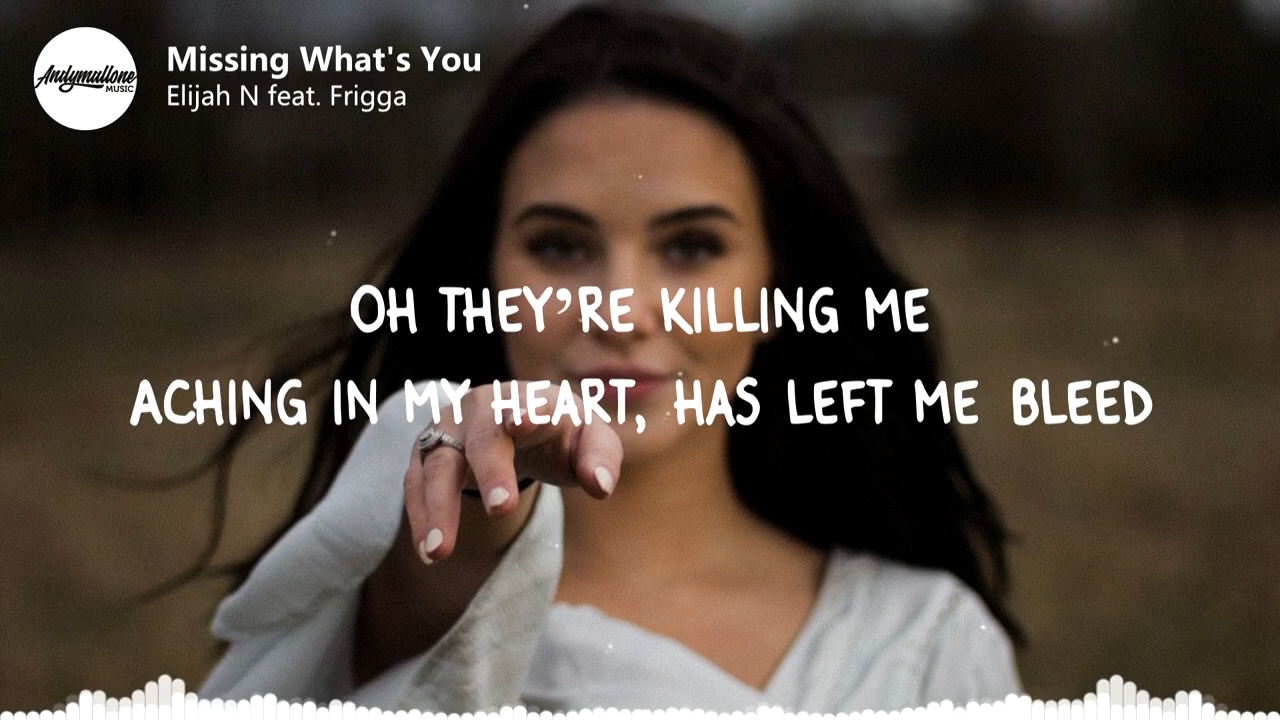 Andymallone
MUSIC
Missing What's You
Elijah N feat. Frigga
OH THEY’RE KILLING ME
ACHING IN MY HEART, HAS LEFT ME BLEED